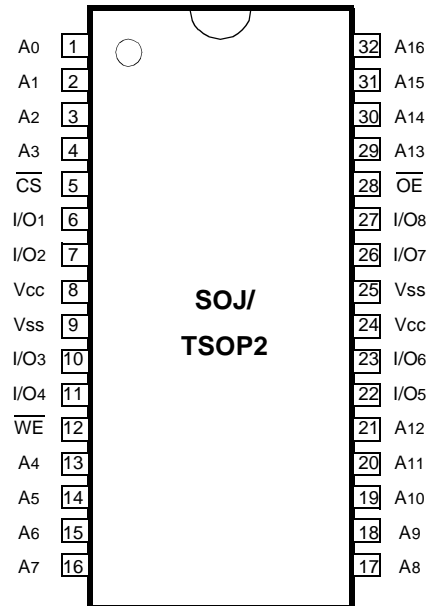 A0 1 32 A16
A1 2 31 A15
A2 3 30 A14
A3 4 29 A13
C̅S̅ 5 28 O̅E̅
I/O1 6 27 I/O8
I/O2 7 26 I/O7
Vcc 8 25 Vss
SOJ/
Vss 9 24 Vcc
TSOP2
I/O3 10 23 I/O6
I/O4 11 22 I/O5
W̅E̅ 12 21 A12
A4 13 20 A11
A5 14 19 A10
A6 15 18 A9
A7 16 17 A8